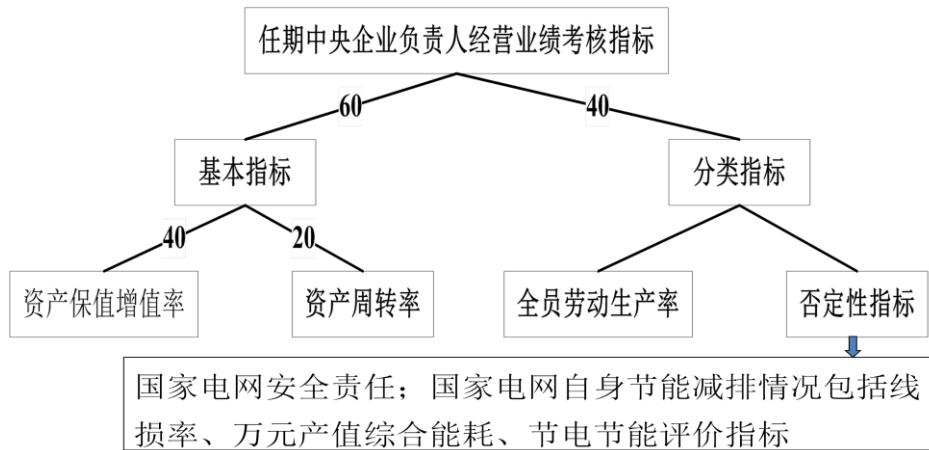 任期中央企业负责人经营业绩考核指标
60
40
基本指标
分类指标
40
20
资产保值增值率
资产周转率
全员劳动生产率
否定性指标
国家电网安全责任；国家电网自身节能减排情况包括线
损率、万元产值综合能耗、节电节能评价指标